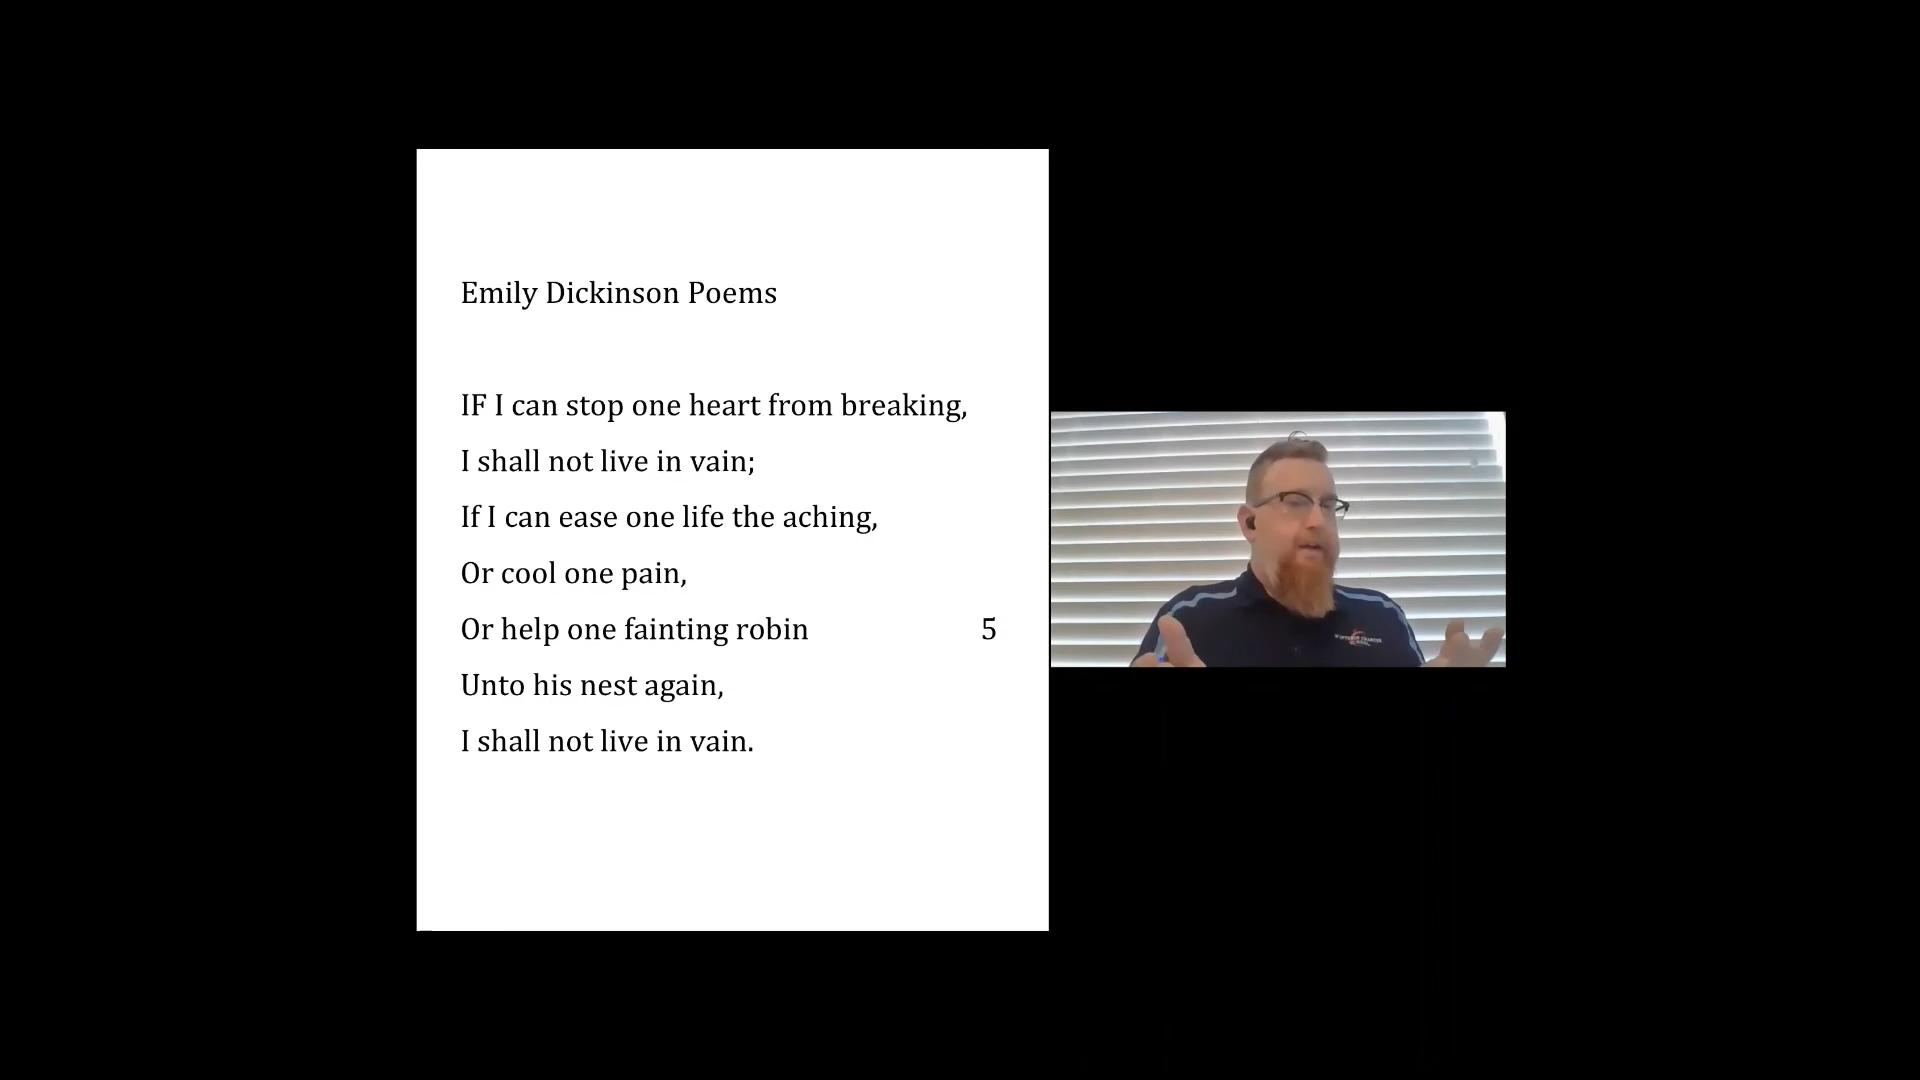 Emily Dickinson Poems
IF I can stop one heart from breaking,
I shall not live in vain;
If I can ease one life the aching,
Or cool one pain,
Or help one fainting robin 5
Unto his nest again,
I shall not live in vain.